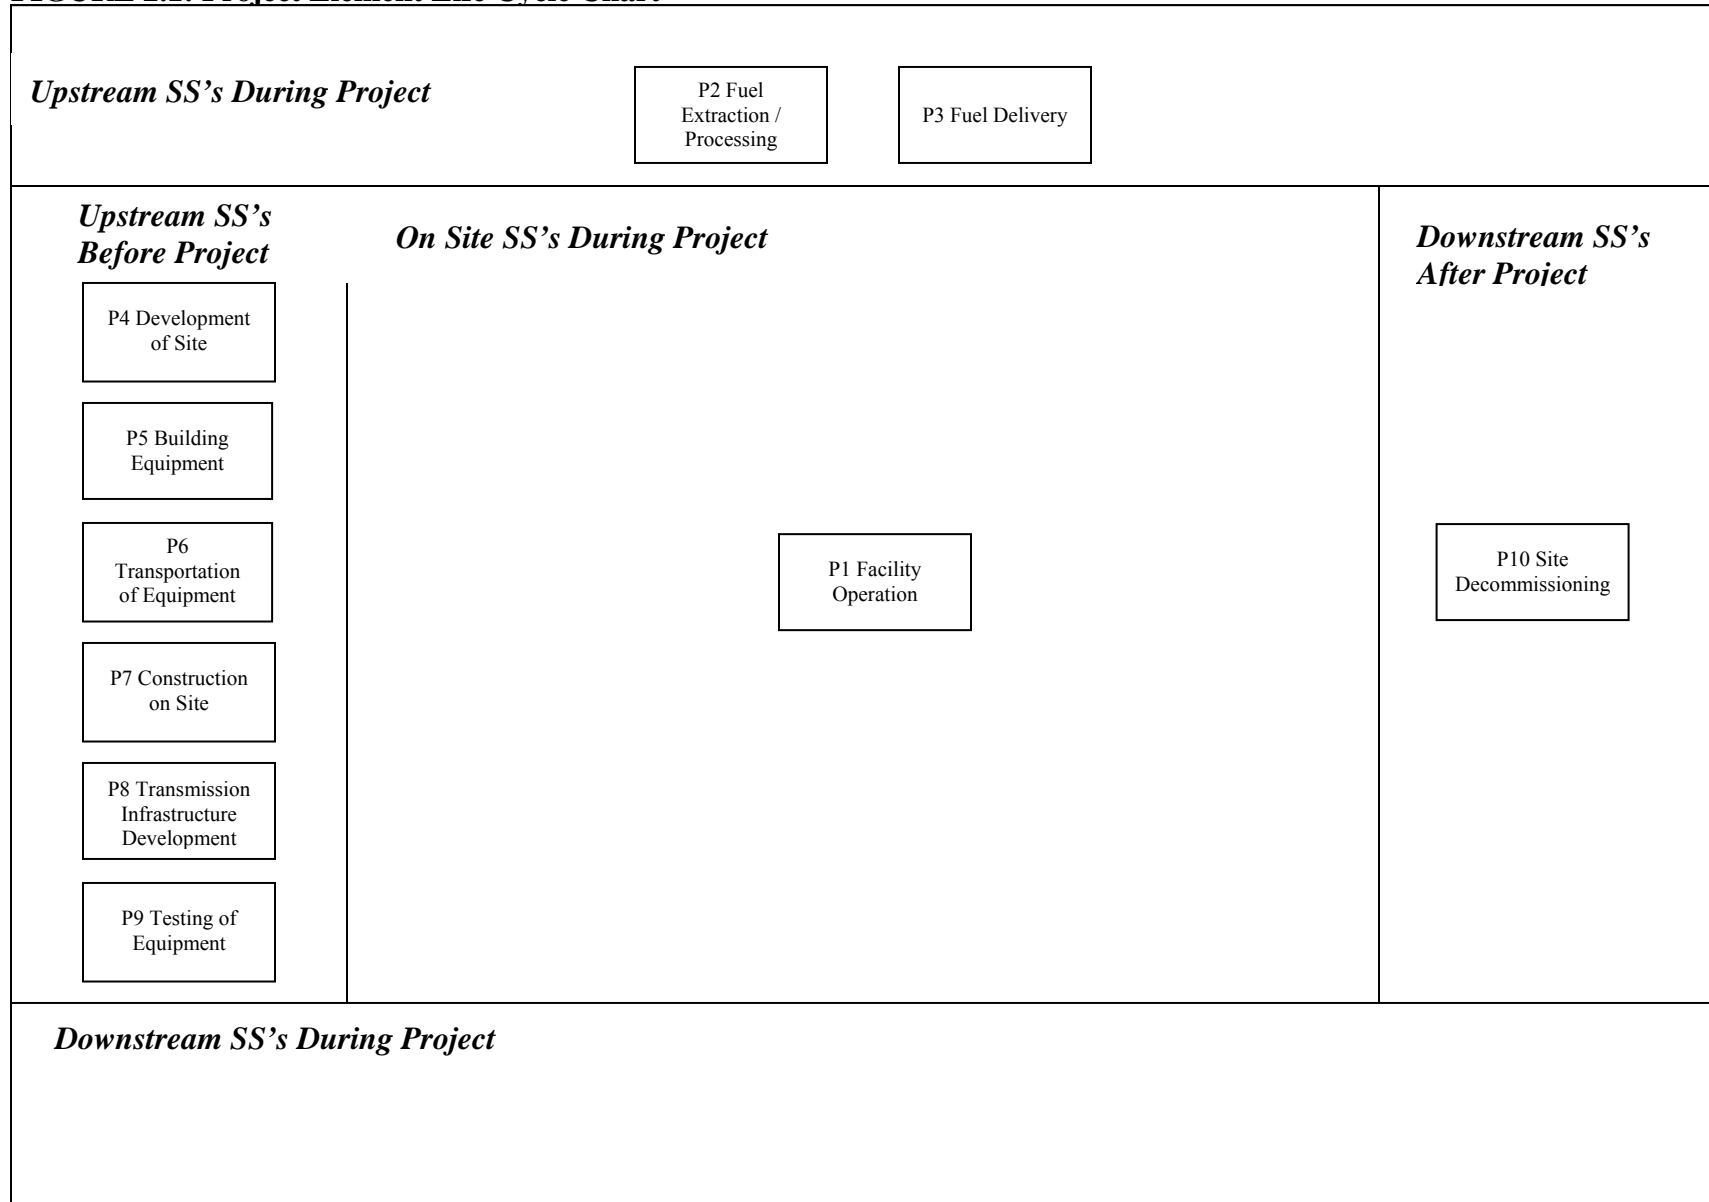 Upstream SS's During Project
P2 Fuel
Extraction /
Processing
P3 Fuel Delivery
Upstream SS's
Before Project
On Site SS's During Project
Downstream SS's
After Project
P4 Development
of Site
P5 Building
Equipment
P6
Transportation
of Equipment
P1 Facility
Operation
P10 Site
Decommissioning
P7 Construction
on Site
P8 Transmission
Infrastructure
Development
P9 Testing of
Equipment
Downstream SS's During Project